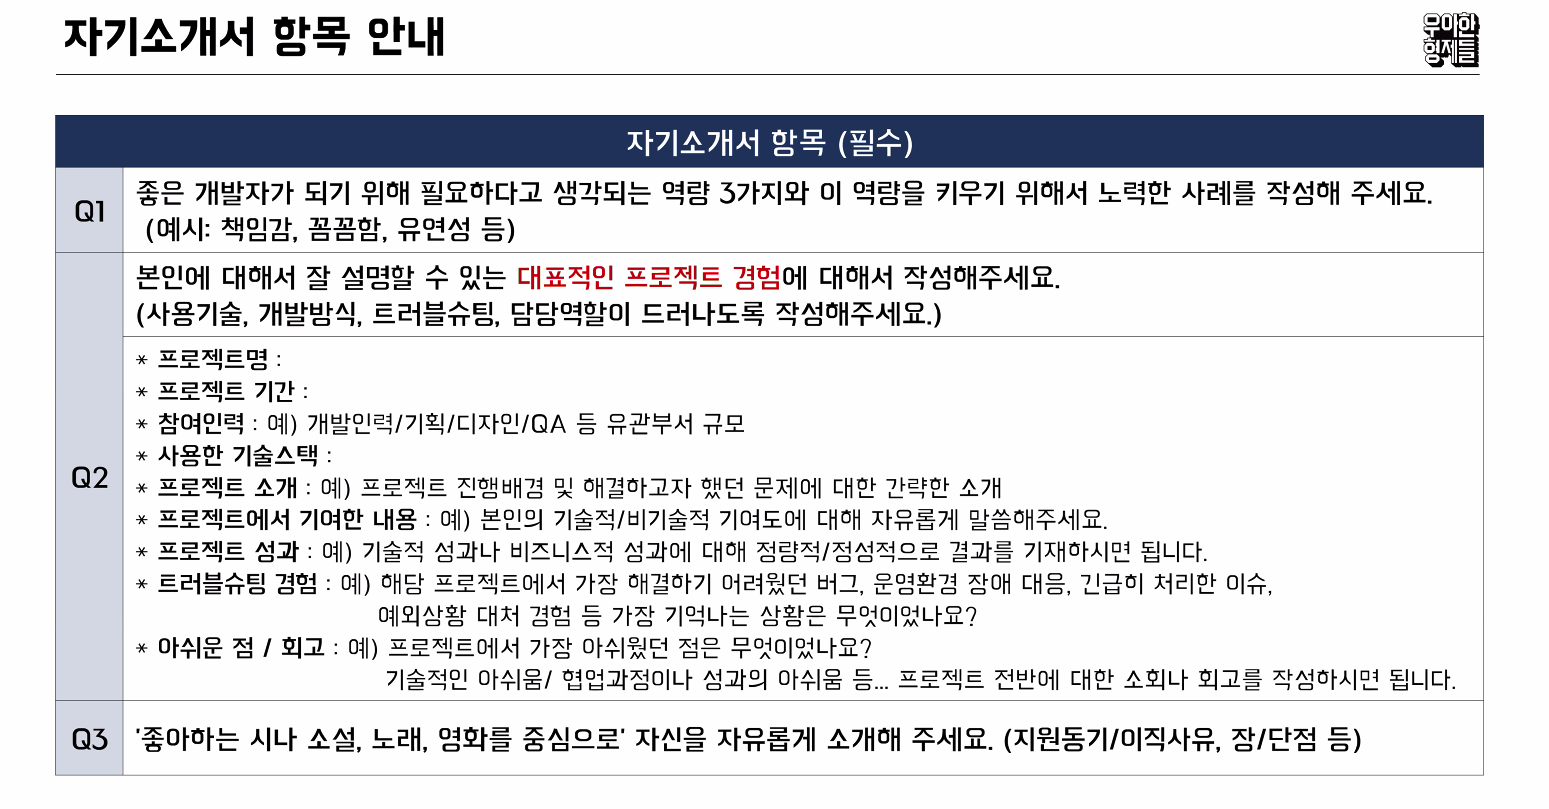 자기소개서 항목 안내
우아한
형제들
자기소개서 항목 (필수)
Q1
좋은 개발자가 되기 위해 필요하다고 생각되는 역량 3가지와 이 역량을 키우기 위해서 노력한 사례를 작성해 주세요.
(예시: 책임감, 꼼꼼함, 유연성 등)
Q2
본인에 대해서 잘 설명할 수 있는 대표적인 프로젝트 경험에 대해서 작성해주세요.
(사용기술, 개발방식, 트러블슈팅, 담당역할이 드러나도록 작성해주세요.)
* 프로젝트명 :
* 프로젝트 기간 :
* 참여인력 : 예) 개발인력/기획/디자인/QA 등 유관부서 규모
* 사용한 기술스택 :
* 프로젝트 소개 : 예) 프로젝트 진행배경 및 해결하고자 했던 문제에 대한 간략한 소개
* 프로젝트에서 기여한 내용 : 예) 본인의 기술적/비기술적 기여도에 대해 자유롭게 말씀해주세요.
* 프로젝트 성과 : 예) 기술적 성과나 비즈니스적 성과에 대해 정량적/정성적으로 결과를 기재하시면 됩니다.
* 트러블슈팅 경험 : 예) 해당 프로젝트에서 가장 해결하기 어려웠던 버그, 운영환경 장애 대응, 긴급히 처리한 이슈,
예외상황 대처 경험 등 가장 기억나는 상황은 무엇이었나요?
* 아쉬운 점 / 회고 : 예) 프로젝트에서 가장 아쉬웠던 점은 무엇이었나요?
기술적인 아쉬움/ 협업과정이나 성과의 아쉬움 등... 프로젝트 전반에 대한 소회나 회고를 작성하시면 됩니다.
Q3
'좋아하는 시나 소설, 노래, 영화를 중심으로' 자신을 자유롭게 소개해 주세요. (지원동기/이직사유, 장/단점 등)